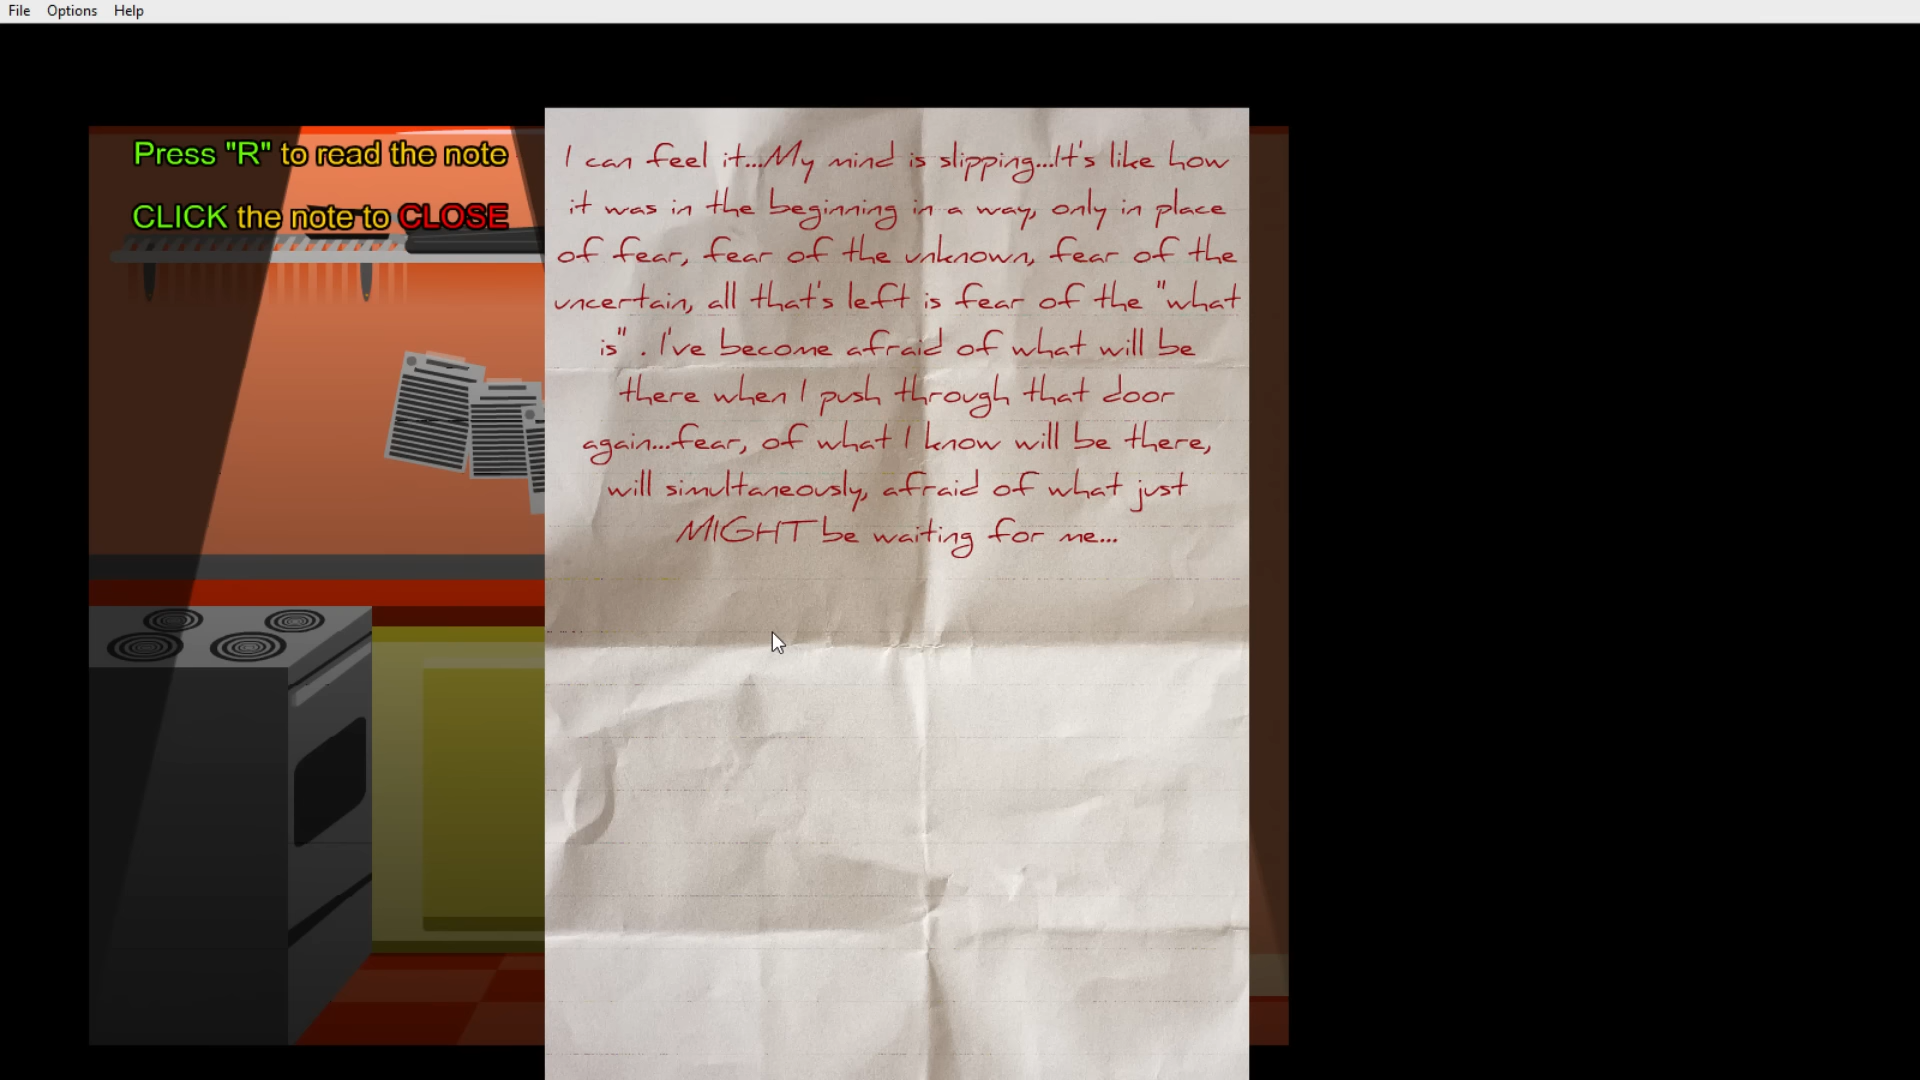 File Options Help
Press "R" to read the note
CLICK the note to CLOSE
I can feel it...My mind is slipping...It's like how
it was in the beginning in a way, only in place
of fear, fear of the unknown, fear of the
uncertain, all that's left is fear of the "what
is" . I've become afraid of what will be
there when I push through that door
again...fear, of what I know will be there,
will simultaneously, afraid of what just
MIGHT be waiting for me...